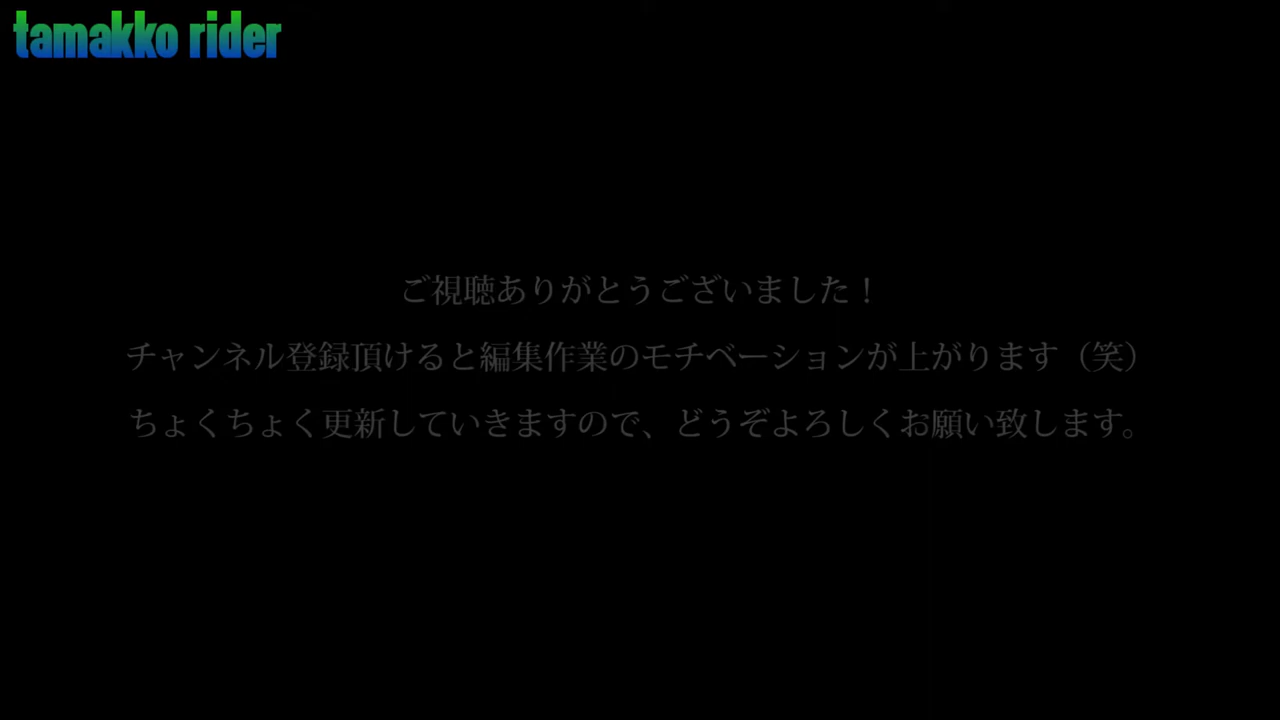 tamakko rider
ご視聴ありがとうございました！
チャンネル登録頂けると編集作業のモチベーションが上がります（笑）
ちょくちょく更新していきますので、どうぞよろしくお願い致します。